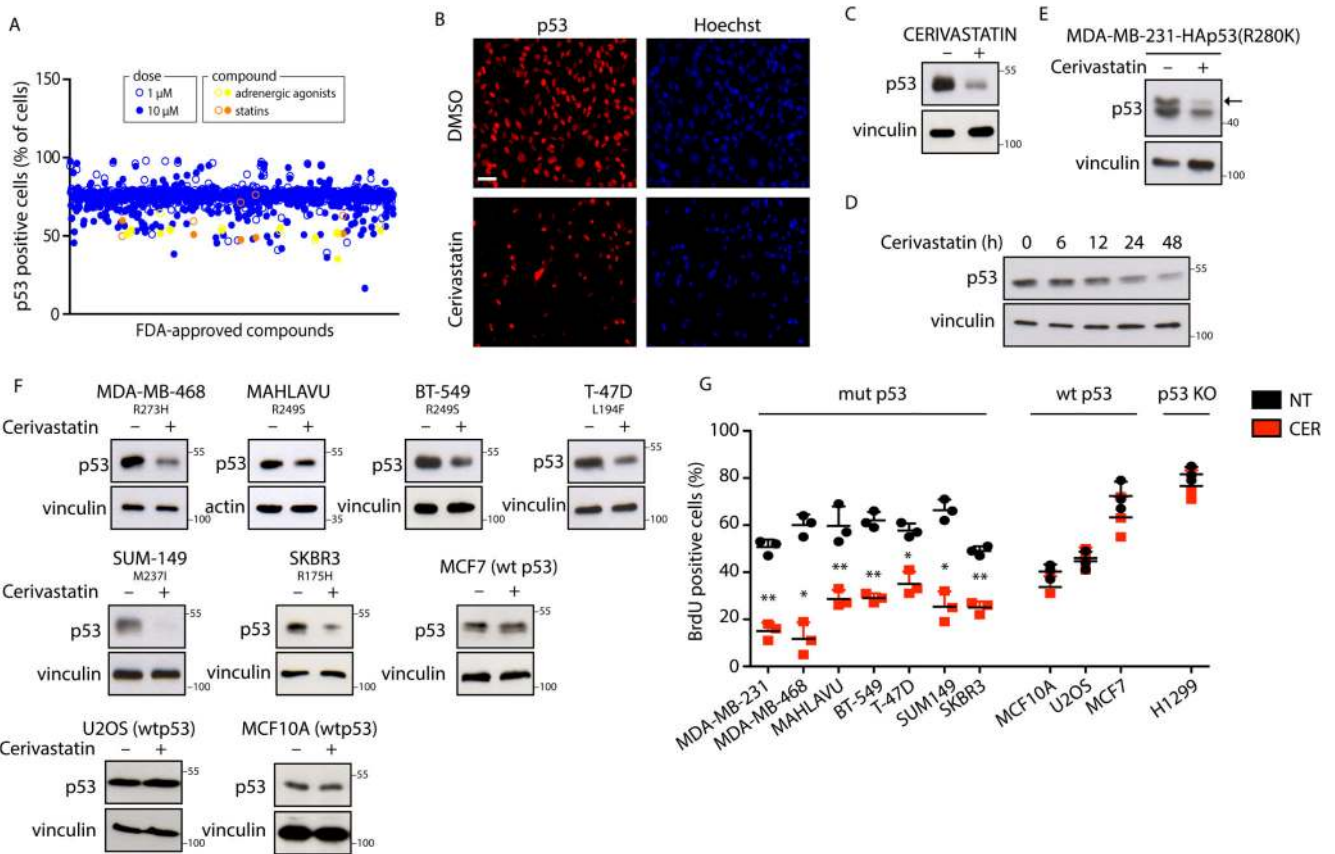 A
p53 positive cells (% of cells)
150
100
50
0
dose
1 µM
10 µM
compound
adrenergic agonists
statins
FDA-approved compounds
B
p53
Hoechst
DMSO
Cerivastatin
C
CERIVASTATIN
– +
p53
55
vinculin
100
E
MDA-MB-231-HAp53(R280K)
Cerivastatin – +
p53
40
vinculin
100
D
Cerivastatin (h) 0 6 12 24 48
p53
55
vinculin
100
F
MDA-MB-468
R273H
Cerivastatin – +
p53
55
vinculin
100
MAHLAVU
R249S
– +
p53
55
actin
35
BT-549
R249S
– +
p53
55
vinculin
100
T-47D
L194F
– +
p53
55
vinculin
100
SUM-149
M237I
Cerivastatin – +
p53
55
vinculin
100
SKBR3
R175H
– +
p53
55
vinculin
100
MCF7 (wt p53)
– +
p53
55
vinculin
100
U2OS (wtp53)
Cerivastatin – +
p53
55
vinculin
100
MCF10A (wtp53)
– +
p53
55
vinculin
100
G
mut p53
wt p53
p53 KO
NT
CER
BrdU positive cells (%)
100
80
60
40
20
0
**
*
**
**
*
*
**
MDA-MB-231
MDA-MB-468
MAHLAVU
BT-549
T-47D
SUM149
SKBR3
MCF10A
U2OS
MCF7
H1299